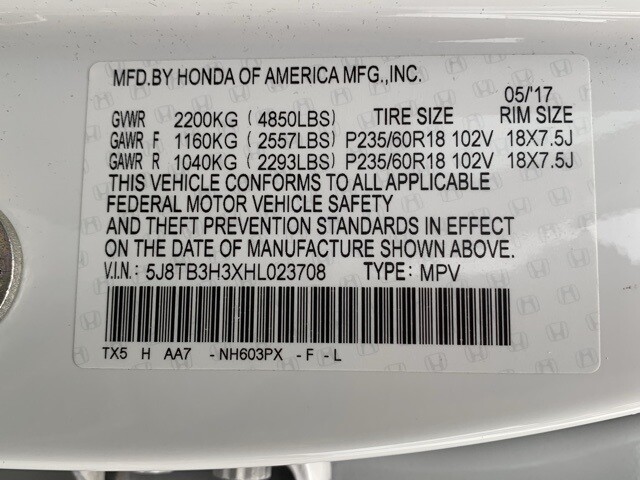 MFD. BY HONDA OF AMERICA MFG., INC.
05/'17
GVWR 2200KG (4850LBS) TIRE SIZE RIM SIZE
GAWR F 1160KG (2557LBS) P235/60R18 102V 18X7.5J
GAWR R 1040KG (2293LBS) P235/60R18 102V 18X7.5J
THIS VEHICLE CONFORMS TO ALL APPLICABLE
FEDERAL MOTOR VEHICLE SAFETY
AND THEFT PREVENTION STANDARDS IN EFFECT
ON THE DATE OF MANUFACTURE SHOWN ABOVE.
V.I.N.: 5J8TB3H3XHL023708 TYPE: MPV
TX5 H AA7 - NH603PX - F - L